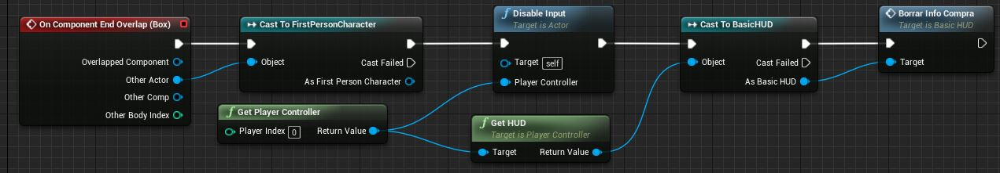 On Component End Overlap (Box)
Overlapped Component
Other Actor
Other Comp
Other Body Index
Cast To FirstPersonCharacter
Object
Cast Failed
As First Person Character
Get Player Controller
Player Index 0
Return Value
Disable Input
Target is Actor
Target self
Player Controller
Get HUD
Target is Player Controller
Target
Return Value
Cast To BasicHUD
Object
Cast Failed
As Basic HUD
Borrar Info Compra
Target is Basic HUD
Target